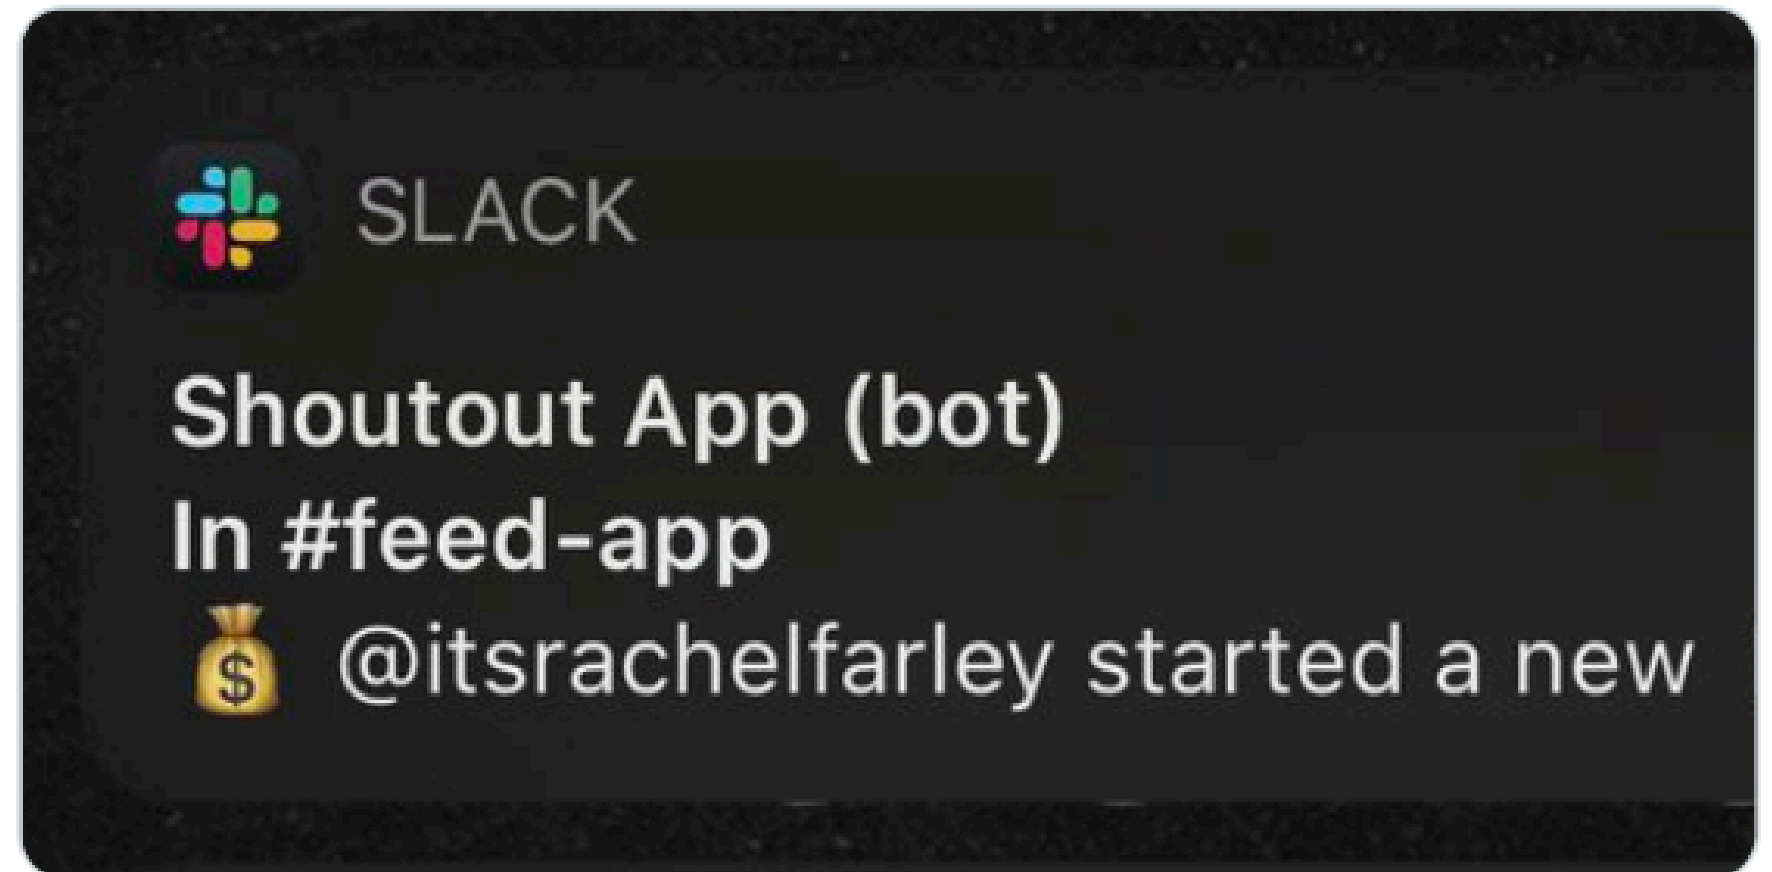 SLACK
Shoutout App (bot)
In #feed-app
💰 @itsrachelfarley started a new